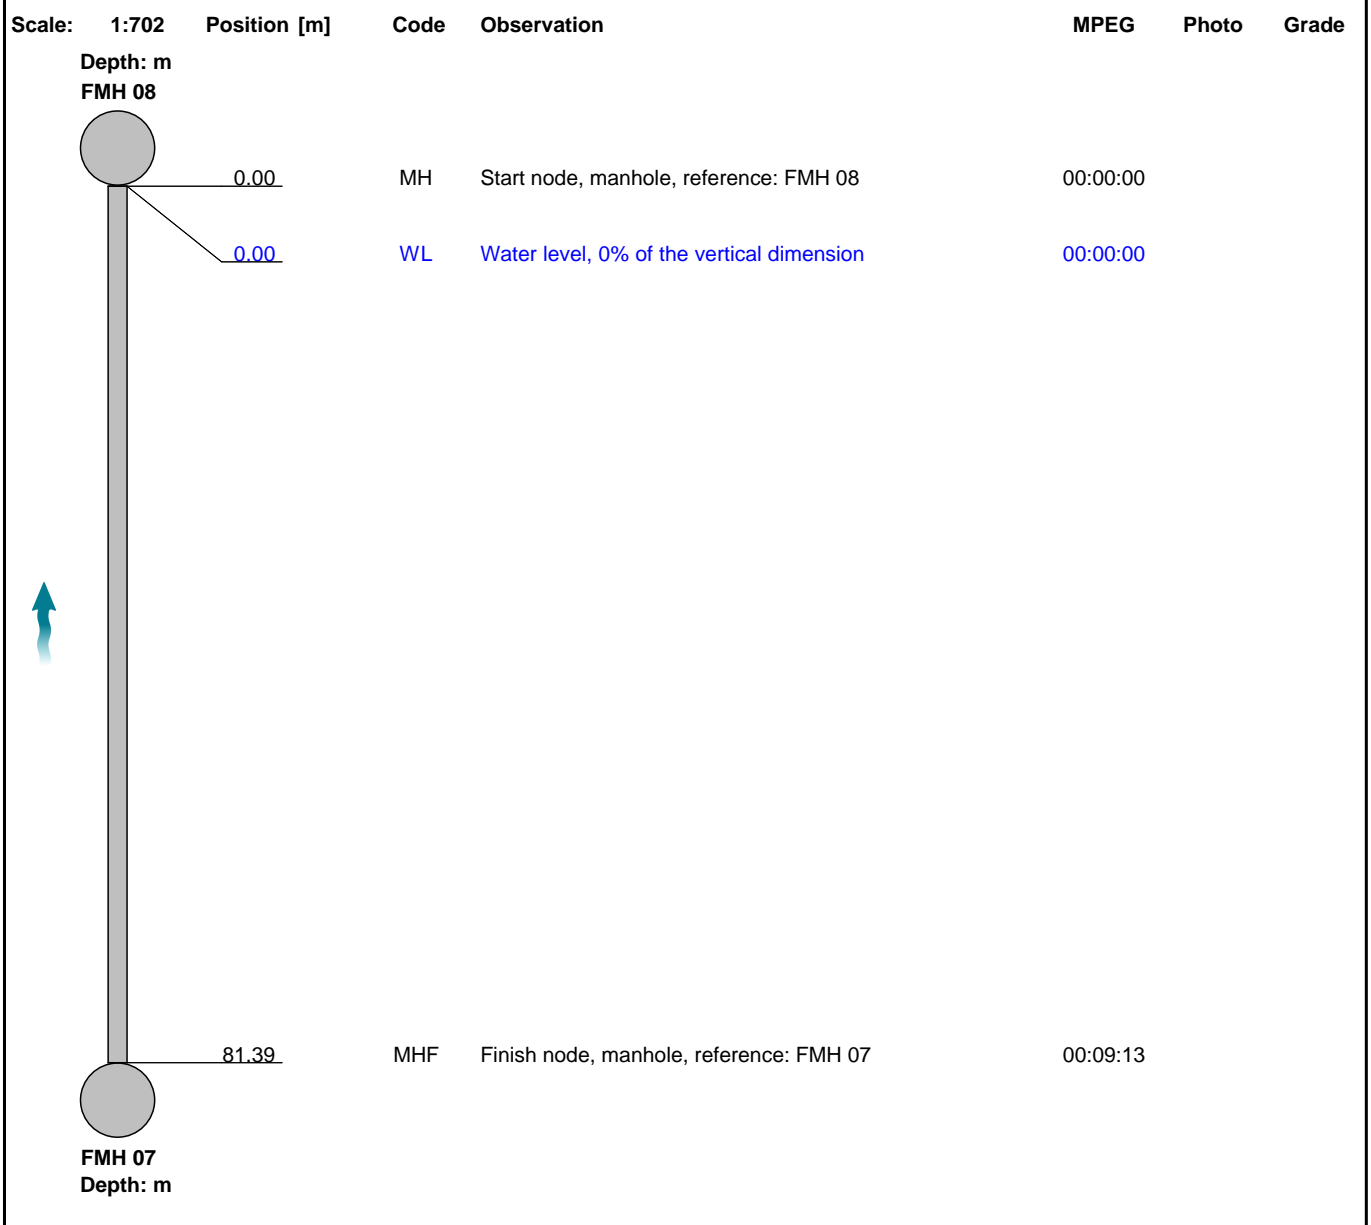 Scale: 1:702 Position [m] Code Observation MPEG Photo Grade
Depth: m
FMH 08
0.00 MH Start node, manhole, reference: FMH 08 00:00:00
0.00 WL Water level, 0% of the vertical dimension 00:00:00
81.39 MHF Finish node, manhole, reference: FMH 07 00:09:13
FMH 07
Depth: m